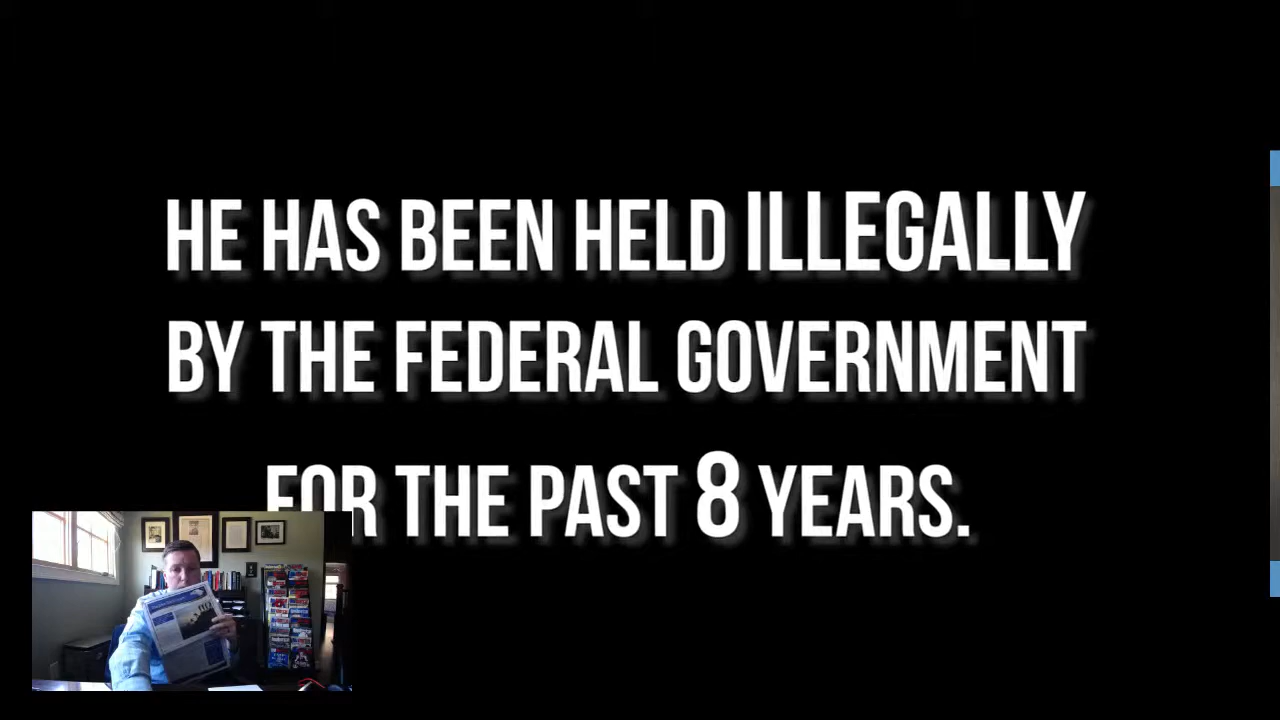 HE HAS BEEN HELD ILLEGALLY
BY THE FEDERAL GOVERNMENT
FOR THE PAST 8 YEARS.